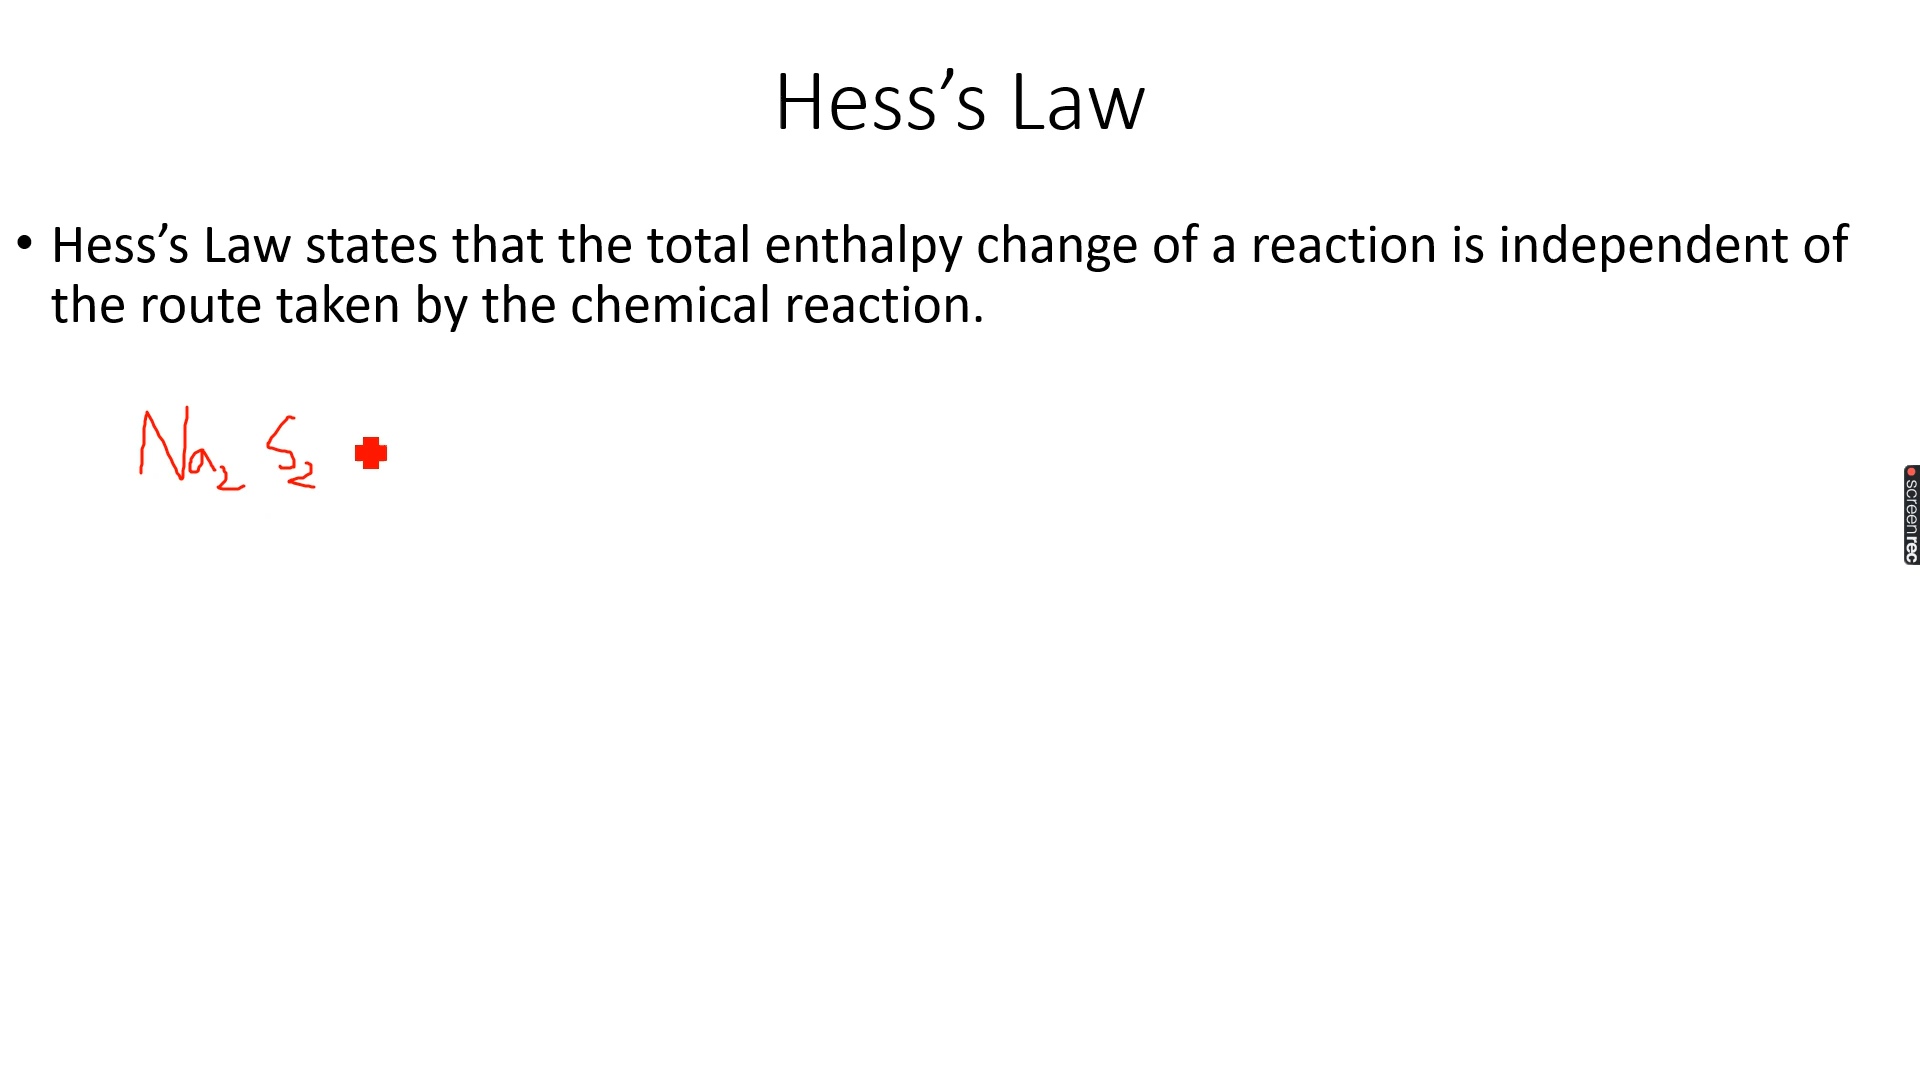 Hess’s Law
• Hess’s Law states that the total enthalpy change of a reaction is independent of
the route taken by the chemical reaction.
Na₂ S₂
screenrec